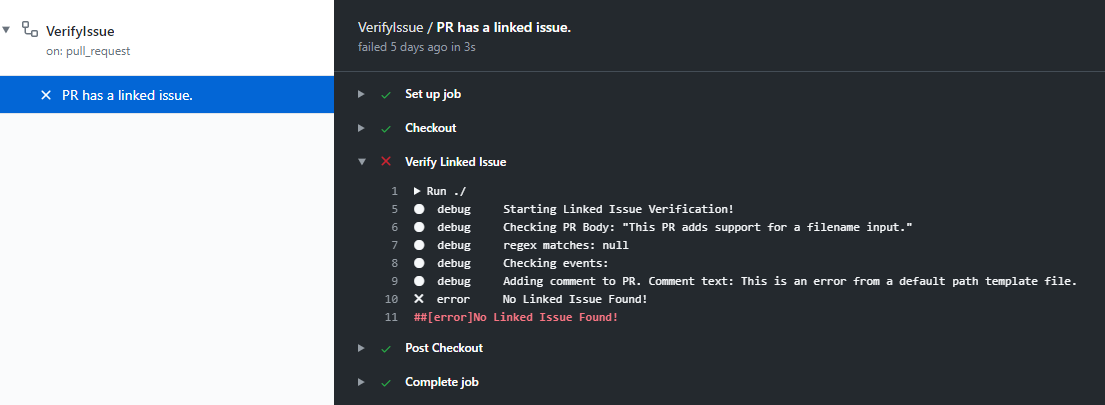 VerifyIssue
on: pull_request
PR has a linked issue.
VerifyIssue / PR has a linked issue.
failed 5 days ago in 3s
Set up job
Checkout
Verify Linked Issue
1 Run ./
5 debug Starting Linked Issue Verification!
6 debug Checking PR Body: "This PR adds support for a filename input."
7 debug regex matches: null
8 debug Checking events:
9 debug Adding comment to PR. Comment text: This is an error from a default path template file.
10 error No Linked Issue Found!
11 ##[error]No Linked Issue Found!
Post Checkout
Complete job